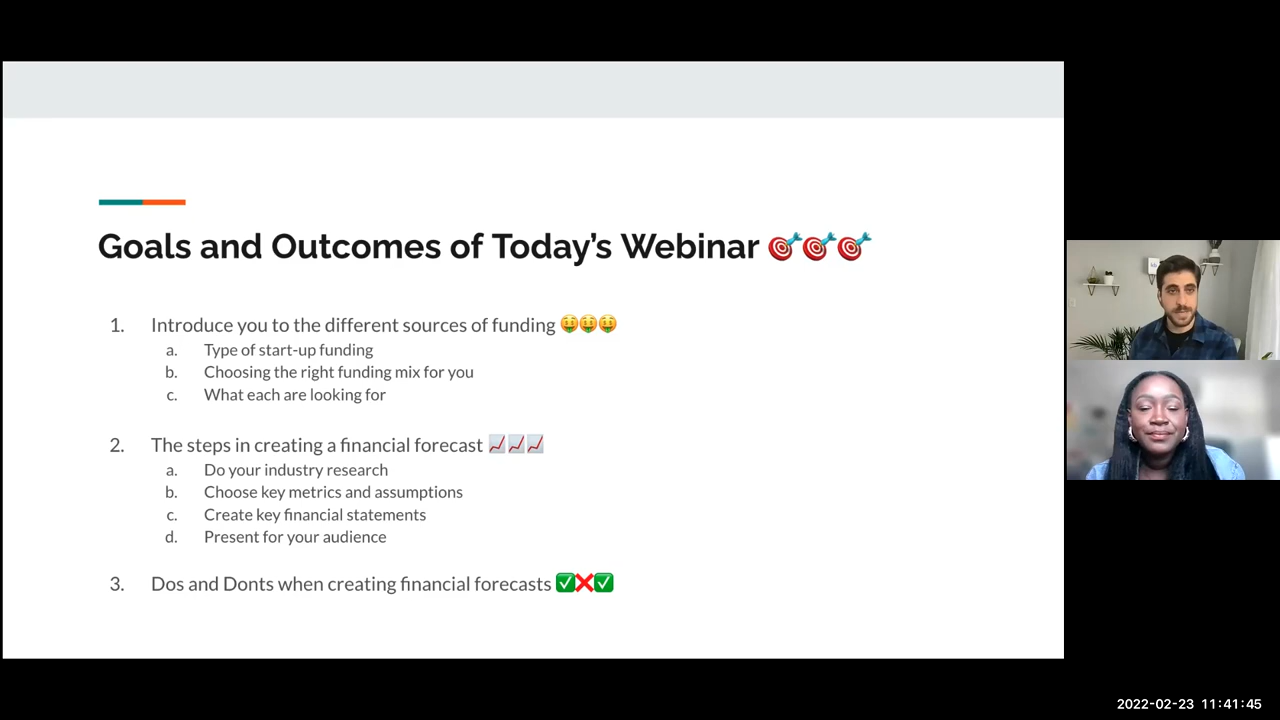 Goals and Outcomes of Today’s Webinar 🎯🎯🎯
1. Introduce you to the different sources of funding 🤑🤑🤑
a. Type of start-up funding
b. Choosing the right funding mix for you
c. What each are looking for
2. The steps in creating a financial forecast 📈📈📈
a. Do your industry research
b. Choose key metrics and assumptions
c. Create key financial statements
d. Present for your audience
3. Dos and Donts when creating financial forecasts ✅❌✅
2022-02-23 11:41:45